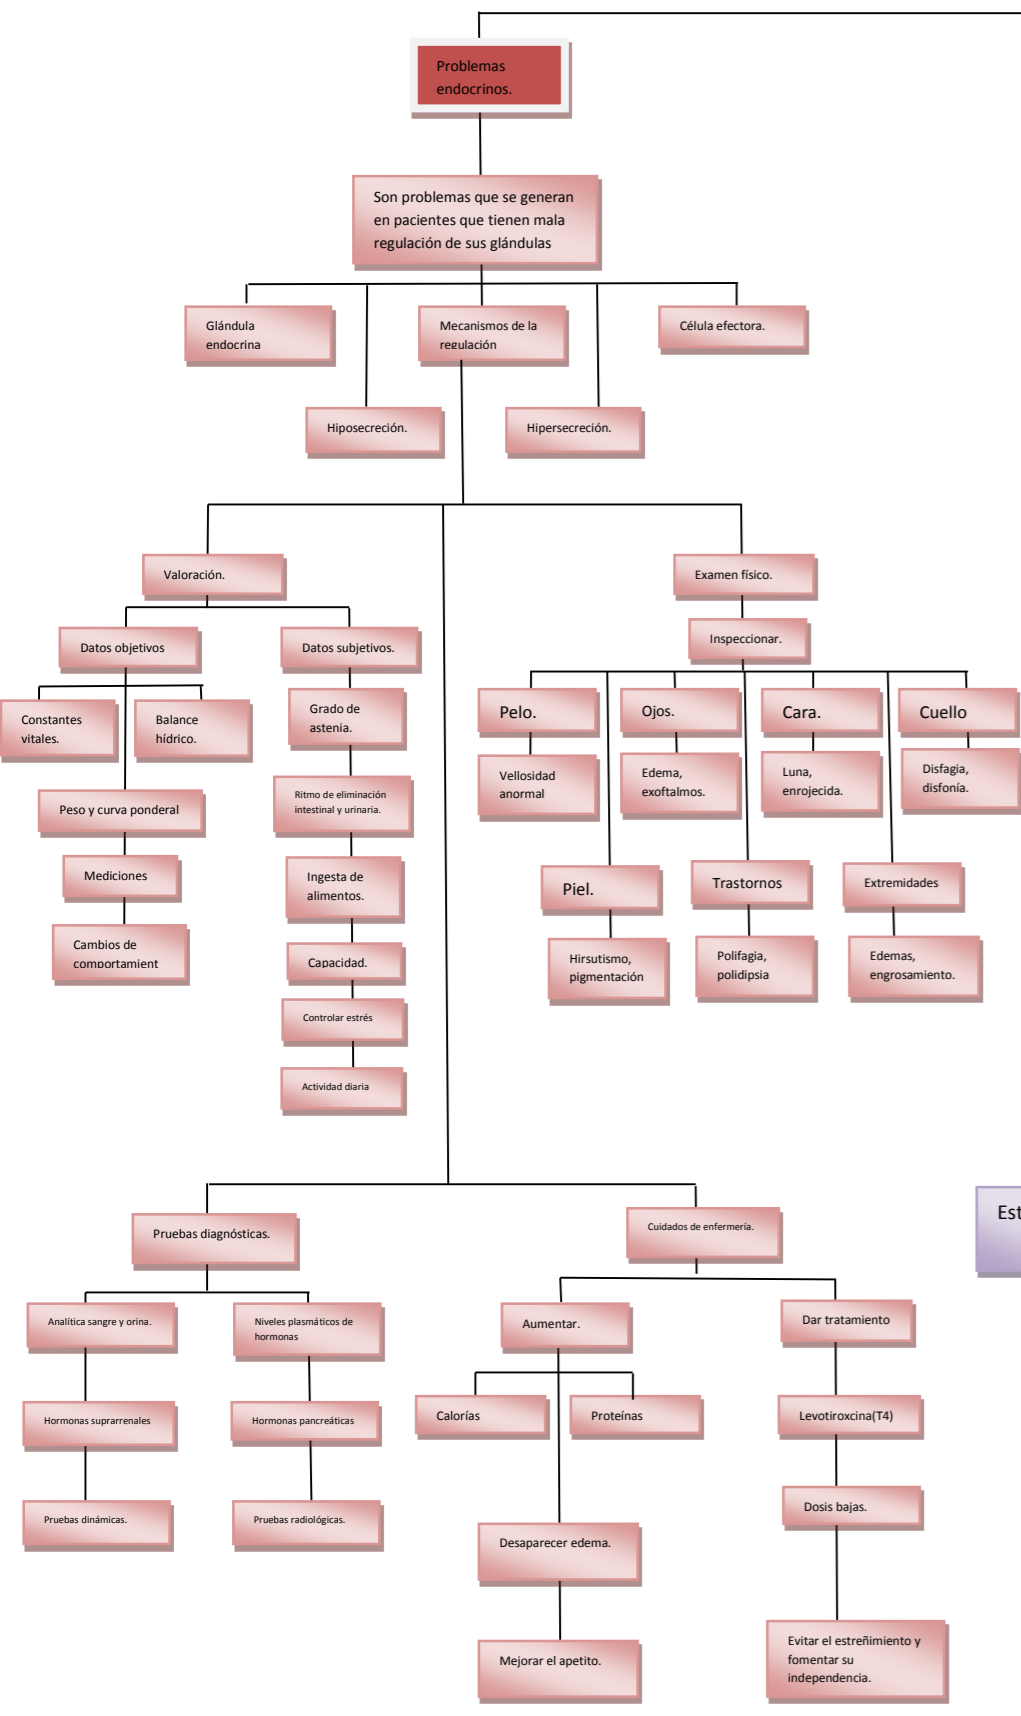 Problemas
endocrinos.
Son problemas que se generan
en pacientes que tienen mala
regulación de sus glándulas
Glándula
endocrina
Mecanismos de la
regulación
Célula efectora.
Hiposecreción.
Hipersecreción.
Valoración.
Examen físico.
Inspeccionar.
Datos objetivos
Datos subjetivos.
Constantes
vitales.
Balance
hídrico.
Grado de
astenia.
Pelo.
Ojos.
Cara.
Cuello
Vellosidad
anormal
Edema,
exoftalmos.
Luna,
enrojecida.
Disfagia,
disfonía.
Peso y curva ponderal
Ritmo de eliminación
intestinal y urinaria.
Mediciones
Ingesta de
alimentos.
Piel.
Trastornos
Extremidades
Cambios de
comportamient
Capacidad.
Hirsutismo,
pigmentación
Polifagia,
polidipsia
Edemas,
engrosamiento.
Controlar estrés
Actividad diaria
Pruebas diagnósticas.
Cuidados de enfermería.
Est
Analítica sangre y orina.
Niveles plasmáticos de
hormonas
Aumentar.
Dar tratamiento
Hormonas suprarrenales
Hormonas pancreáticas
Calorías
Proteínas
Levotiroxcina(T4)
Pruebas dinámicas.
Pruebas radiológicas.
Dosis bajas.
Desaparecer edema.
Mejorar el apetito.
Evitar el estreñimiento y
fomentar su
independencia.